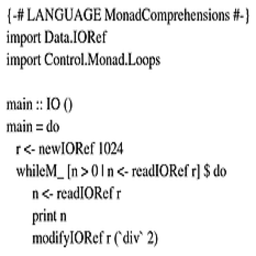 {-# LANGUAGE MonadComprehensions #-}
import Data.IORef
import Control.Monad.Loops
main :: IO ()
main = do
r <- newIORef 1024
whileM_ [n > 0 | n <- readIORef r] $ do
n <- readIORef r
print n
modifyIORef r (`div` 2)